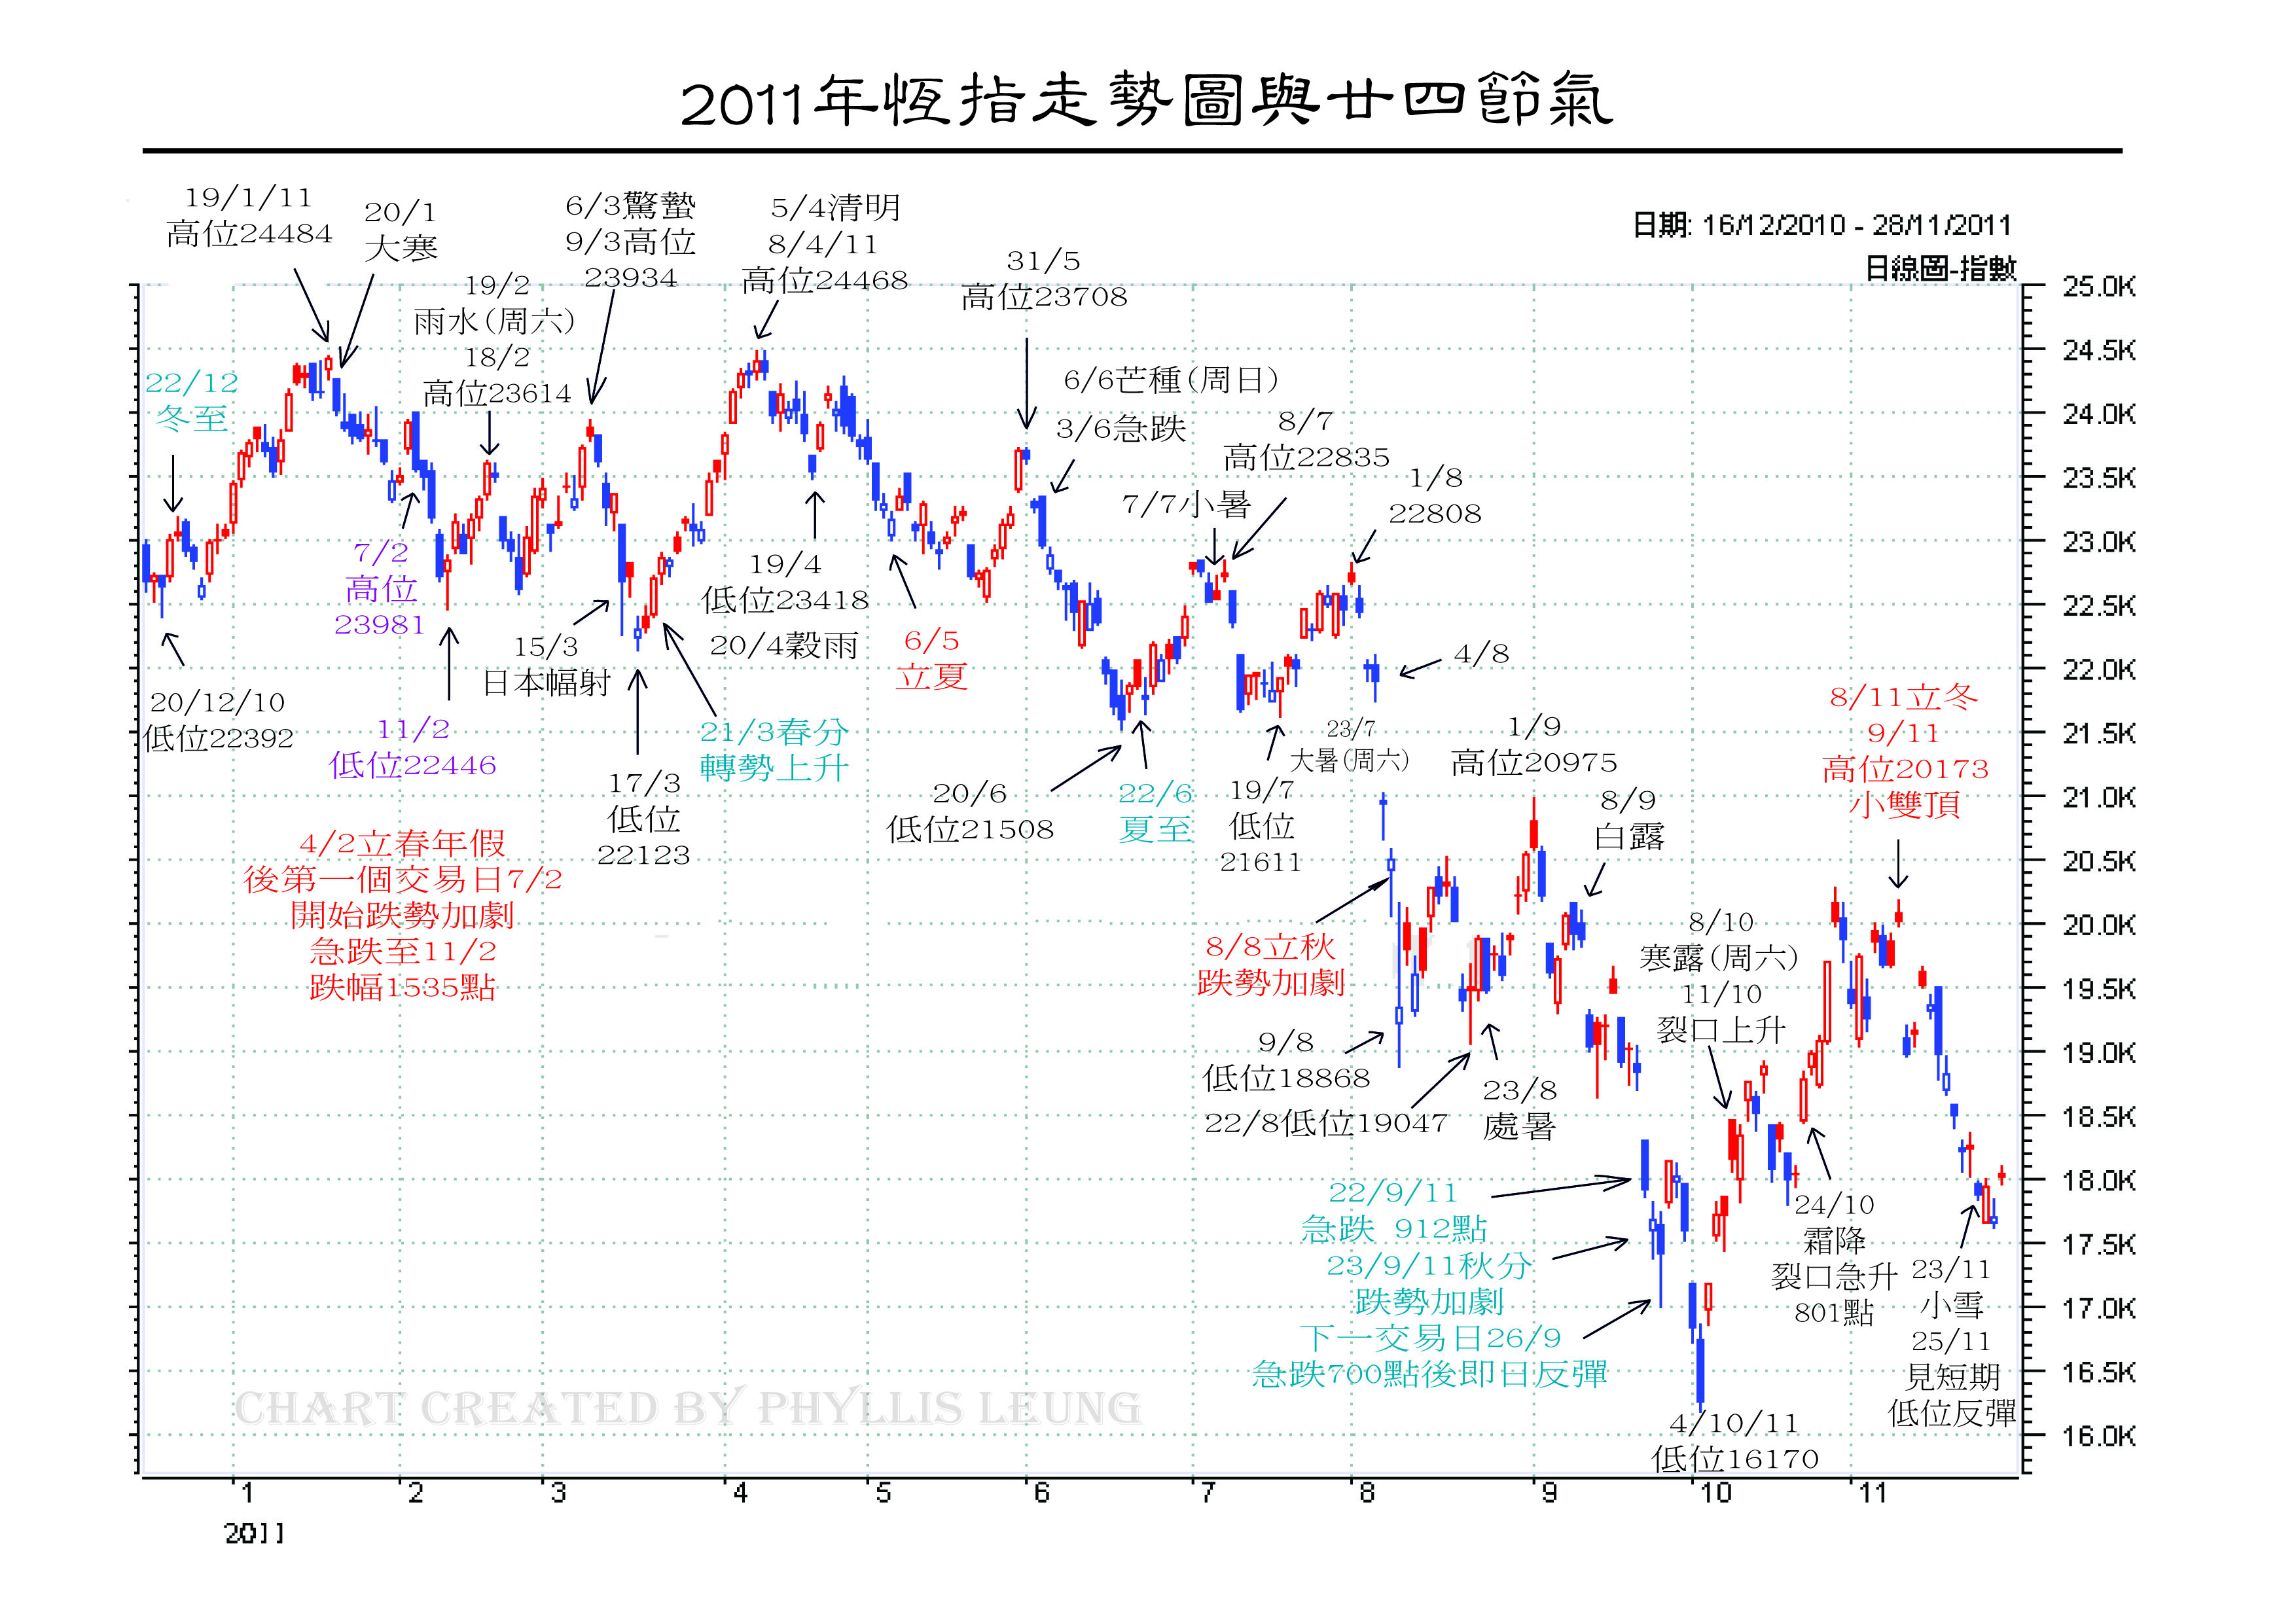 2011年恆指走勢圖與廿四節氣
日期: 16/12/2010 - 28/11/2011
日線圖-指數
19/1/11
高位24484
20/1
大寒
22/12
冬至
19/2
雨水(周六)
18/2
高位23614
6/3驚蟄
9/3高位
23934
5/4清明
8/4/11
高位24468
31/5
高位23708
6/6芒種(周日)
3/6急跌
7/7小暑
8/7
高位22835
1/8
22808
4/8
20/12/10
低位22392
7/2
高位
23981
11/2
低位22446
4/2立春年假
後第一個交易日7/2
開始跌勢加劇
急跌至11/2
跌幅1535點
15/3
日本幅射
17/3
低位
22123
21/3春分
轉勢上升
19/4
低位23418
20/4穀雨
6/5
立夏
20/6
低位21508
22/6
夏至
19/7
低位
21611
23/7
大暑(周六)
1/9
高位20975
8/9
白露
8/8立秋
跌勢加劇
9/8
低位18868
22/8低位19047
23/8
處暑
22/9/11
急跌 912點
23/9/11秋分
跌勢加劇
下一交易日26/9
急跌700點後即日反彈
8/10
寒露(周六)
11/10
裂口上升
4/10/11
低位16170
24/10
霜降
裂口急升
801點
8/11立冬
9/11
高位20173
小雙頂
23/11
小雪
25/11
見短期
低位反彈
25.0K
24.5K
24.0K
23.5K
23.0K
22.5K
22.0K
21.5K
21.0K
20.5K
20.0K
19.5K
19.0K
18.5K
18.0K
17.5K
17.0K
16.5K
16.0K
CHART CREATED BY PHYLLIS LEUNG
1 2 3 4 5 6 7 8 9 10 11
2011